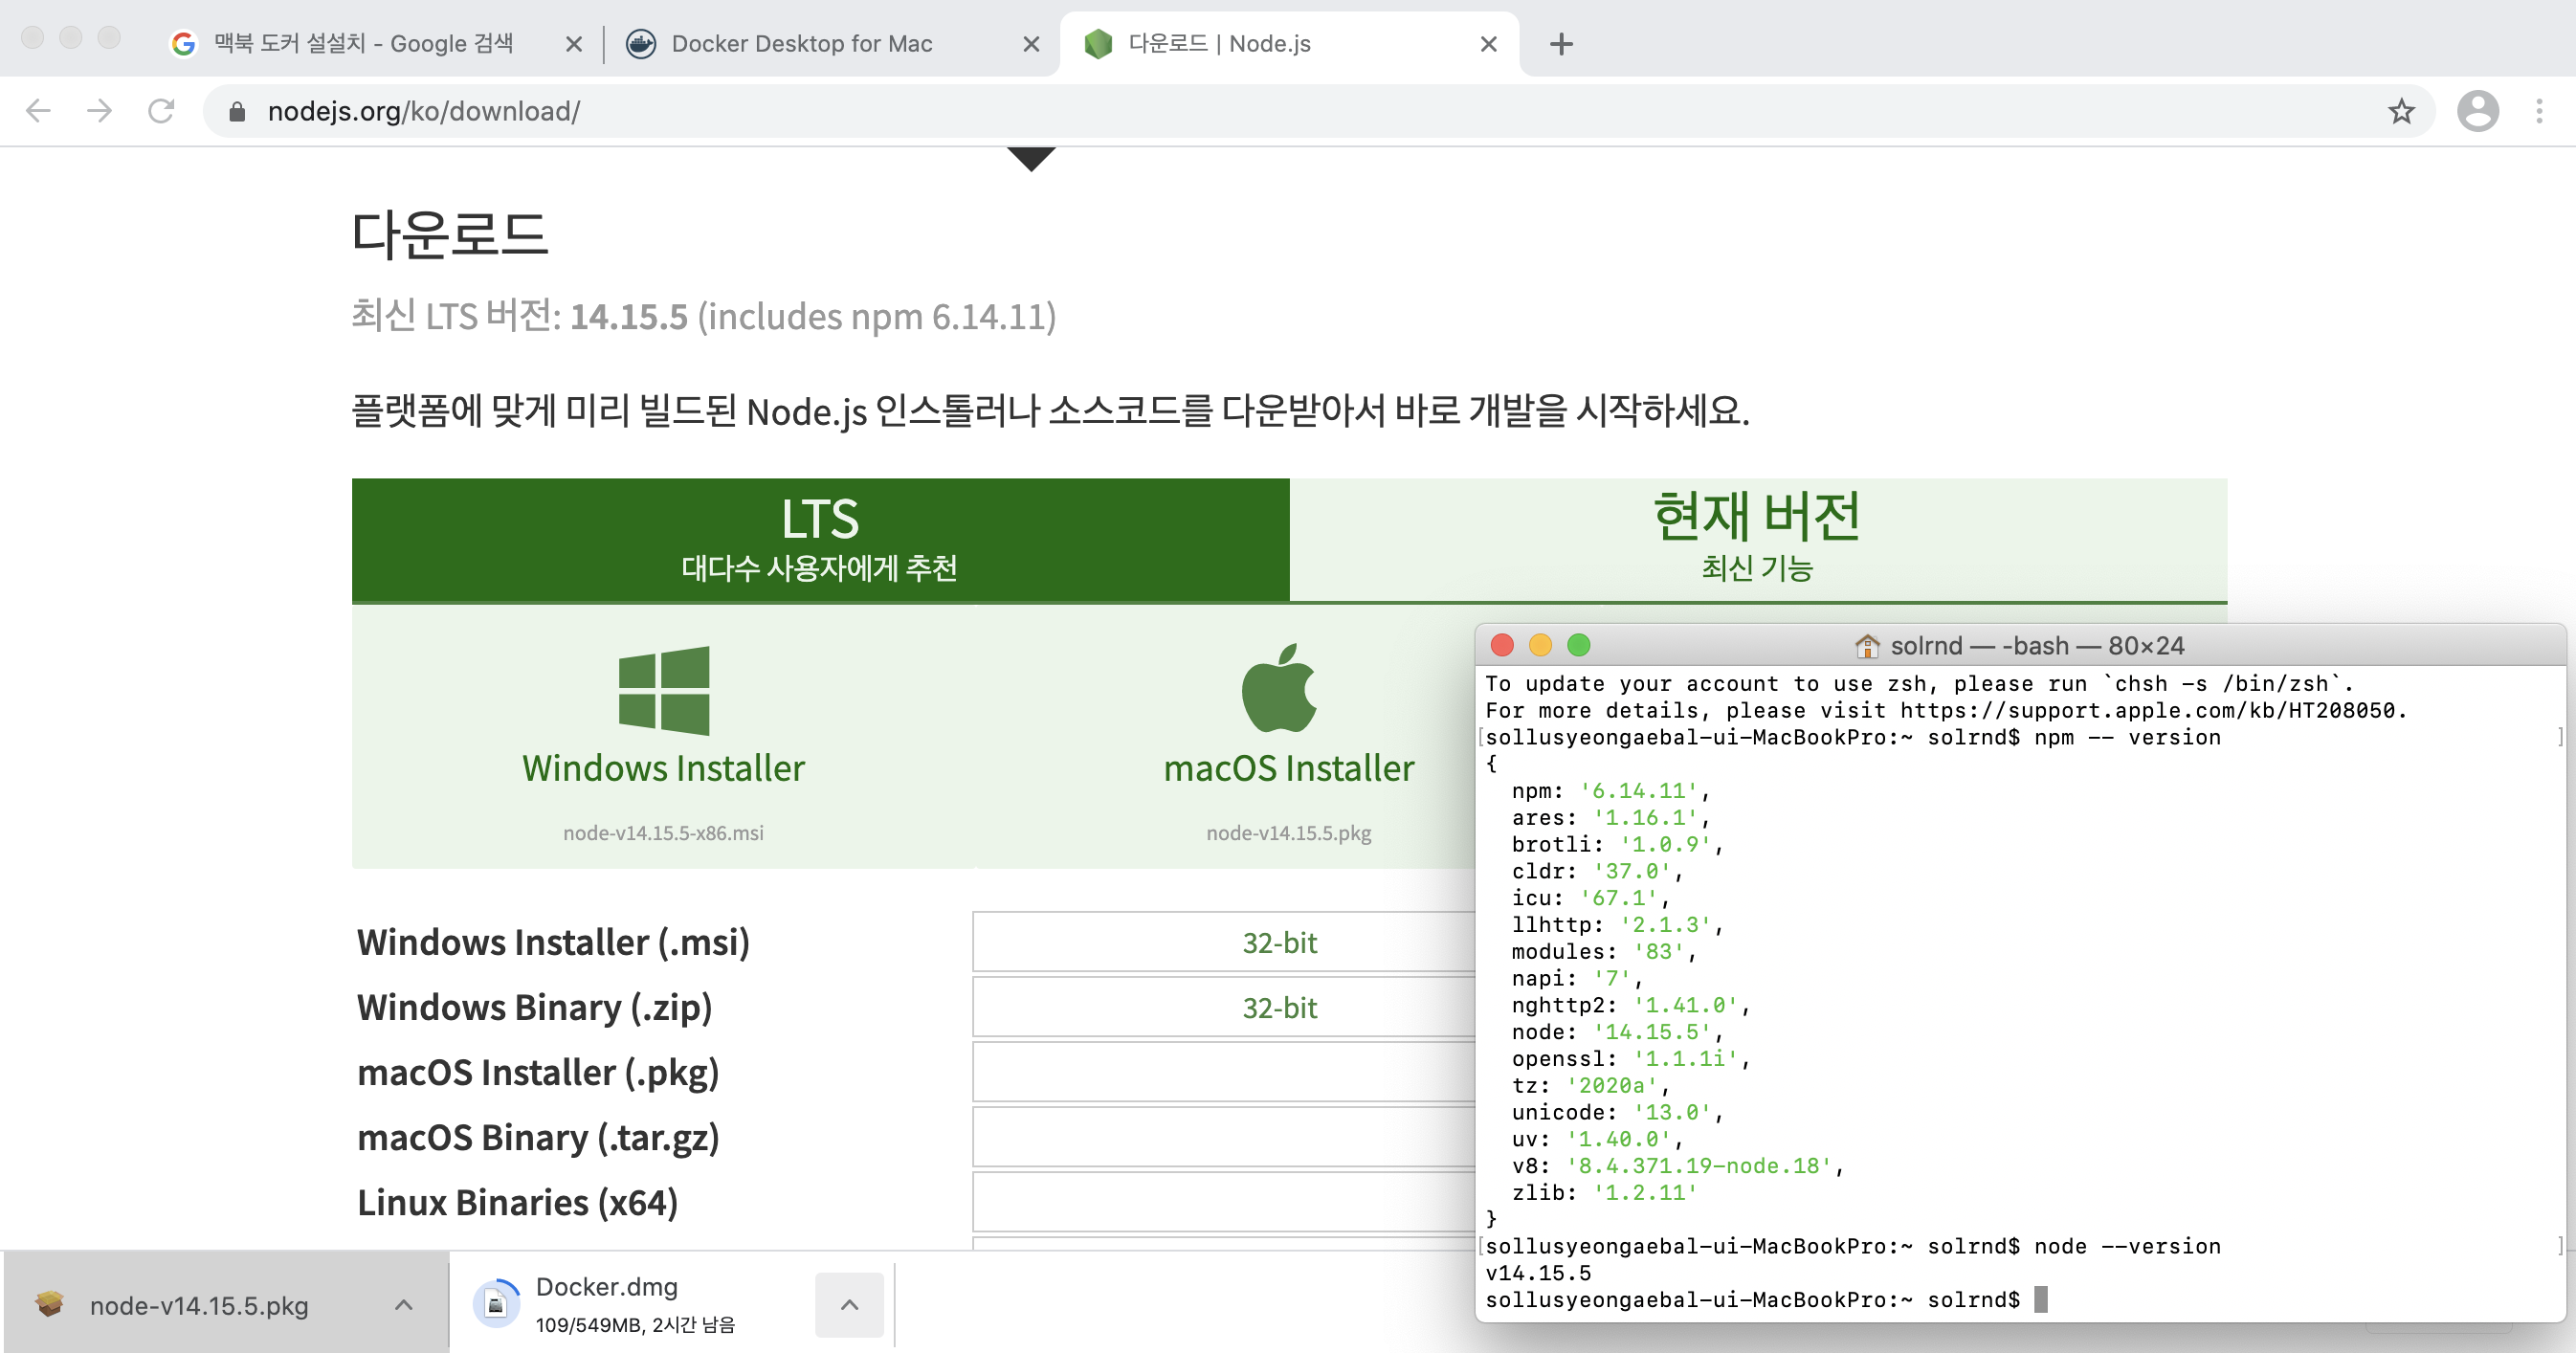 맥북 도커 설설치 - Google 검색
Docker Desktop for Mac
다운로드 | Node.js
nodejs.org/ko/download/
다운로드
최신 LTS 버전: 14.15.5 (includes npm 6.14.11)
플랫폼에 맞게 미리 빌드된 Node.js 인스톨러나 소스코드를 다운받아서 바로 개발을 시작하세요.
LTS
대다수 사용자에게 추천
현재 버전
최신 기능
Windows Installer
node-v14.15.5-x86.msi
macOS Installer
node-v14.15.5.pkg
Windows Installer (.msi)
32-bit
Windows Binary (.zip)
32-bit
macOS Installer (.pkg)
macOS Binary (.tar.gz)
Linux Binaries (x64)
node-v14.15.5.pkg
Docker.dmg
109/549MB, 2시간 남음
solrnd — -bash — 80×24
To update your account to use zsh, please run `chsh -s /bin/zsh`.
For more details, please visit https://support.apple.com/kb/HT208050.
[sollusyeongaebal-ui-MacBookPro:~ solrnd$ npm -- version ]
{
  npm: '6.14.11',
  ares: '1.16.1',
  brotli: '1.0.9',
  cldr: '37.0',
  icu: '67.1',
  llhttp: '2.1.3',
  modules: '83',
  napi: '7',
  nghttp2: '1.41.0',
  node: '14.15.5',
  openssl: '1.1.1i',
  tz: '2020a',
  unicode: '13.0',
  uv: '1.40.0',
  v8: '8.4.371.19-node.18',
  zlib: '1.2.11'
}
[sollusyeongaebal-ui-MacBookPro:~ solrnd$ node --version ]
v14.15.5
sollusyeongaebal-ui-MacBookPro:~ solrnd$